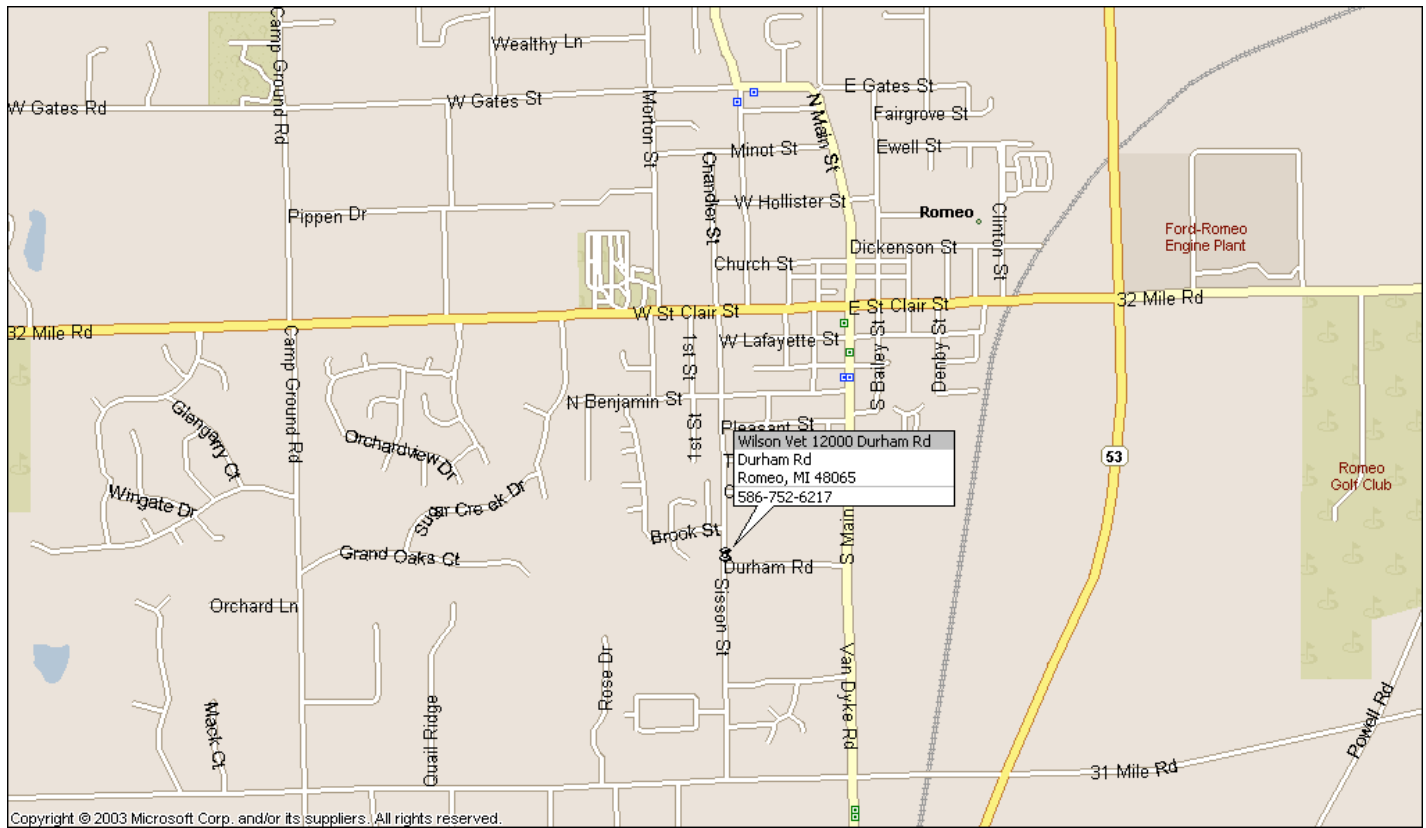 Wealthy Ln
Camp Ground Rd
W Gates Rd
W Gates St
E Gates St
Fairgrove St
N Main St
Morton St
Minot St
Ewell St
Chandler St
W Hollister St
Romeo
Clinton St
Pippen Dr
Ford-Romeo
Engine Plant
Dickenson St
Church St
32 Mile Rd
W St Clair St
E St Clair St
32 Mile Rd
Camp Ground Rd
1st St
W Lafayette St
S Bailey St
Denby St
N Benjamin St
Glengarry Ct
Orchardview Dr
1st St
Pleasant St
Wilson Vet 12000 Durham Rd
Durham Rd
Romeo, MI 48065
586-752-6217
53
Romeo
Golf Club
Wingate Dr
Sugar Creek Dr
Brook St
S Main
Grand Oaks Ct
Durham Rd
Orchard Ln
Sisson St
Rose Dr
Van Dyke Rd
Mack Ct
Quail Ridge
Powell Rd
31 Mile Rd
Copyright © 2003 Microsoft Corp. and/or its suppliers. All rights reserved.